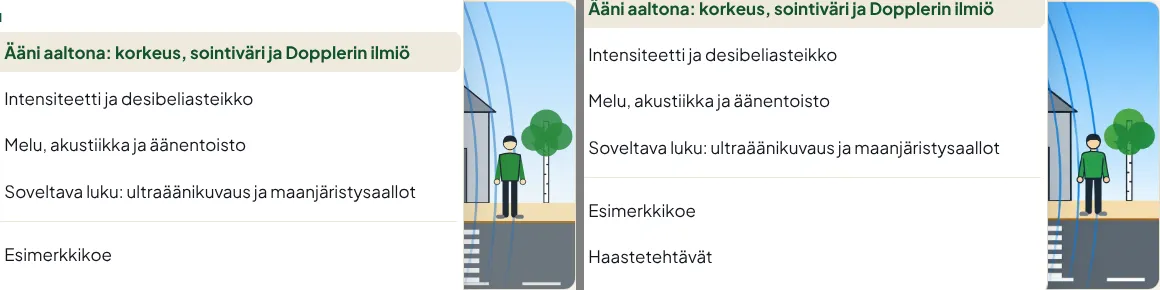 Ääni aaltona: korkeus, sointiväri ja Dopplerin ilmiö
Intensiteetti ja desibeliasteikko
Melu, akustiikka ja äänentoisto
Soveltava luku: ultraäänikuvaus ja maanjäristysaallot
Esimerkkikoe
Ääni aaltona: korkeus, sointiväri ja Dopplerin ilmiö
Intensiteetti ja desibeliasteikko
Melu, akustiikka ja äänentoisto
Soveltava luku: ultraäänikuvaus ja maanjäristysaallot
Esimerkkikoe
Haastetehtävät